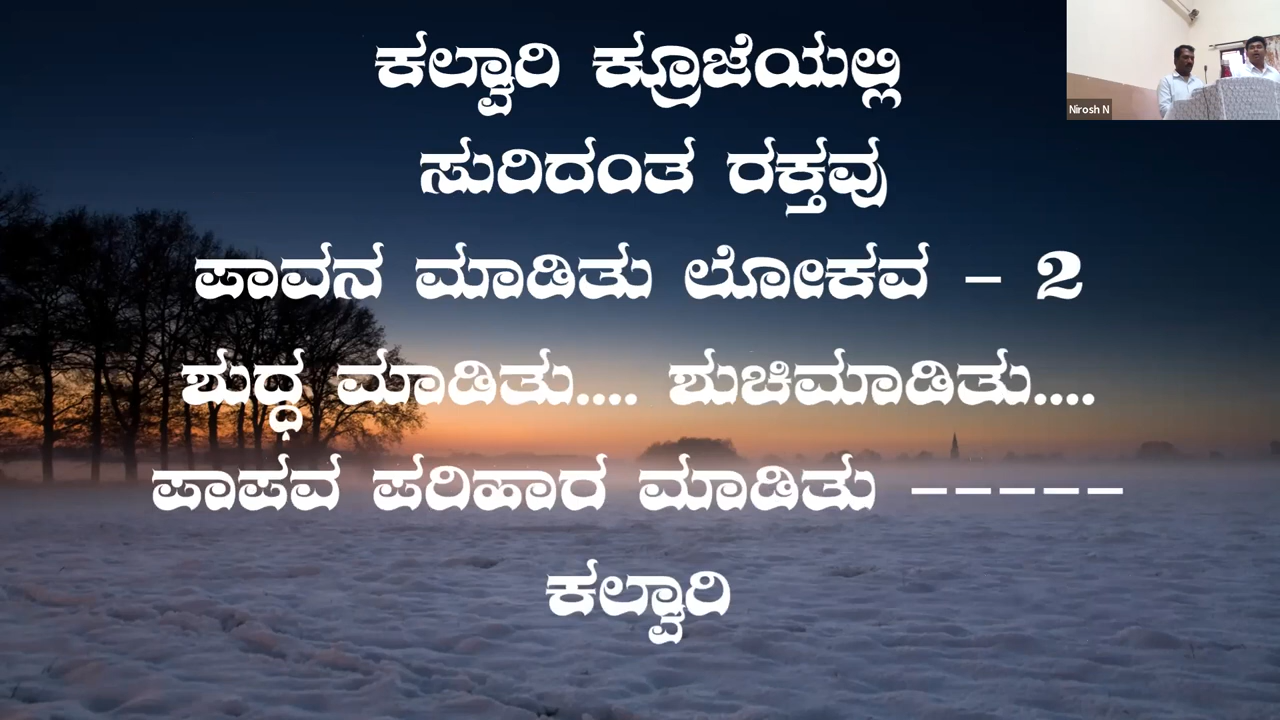 ಕಲ್ವಾರಿ ಕ್ರೂಜೆಯಲ್ಲಿ
ಸುರಿದಂತ ರಕ್ತವು
ಪಾವನ ಮಾಡಿತು ಲೋಕವ - 2
ಶುದ್ಧ ಮಾಡಿತು.... ಶುಚಿಮಾಡಿತು....
ಪಾಪವ ಪರಿಹಾರ ಮಾಡಿತು -----
ಕಲ್ವಾರಿ
Nirosh N